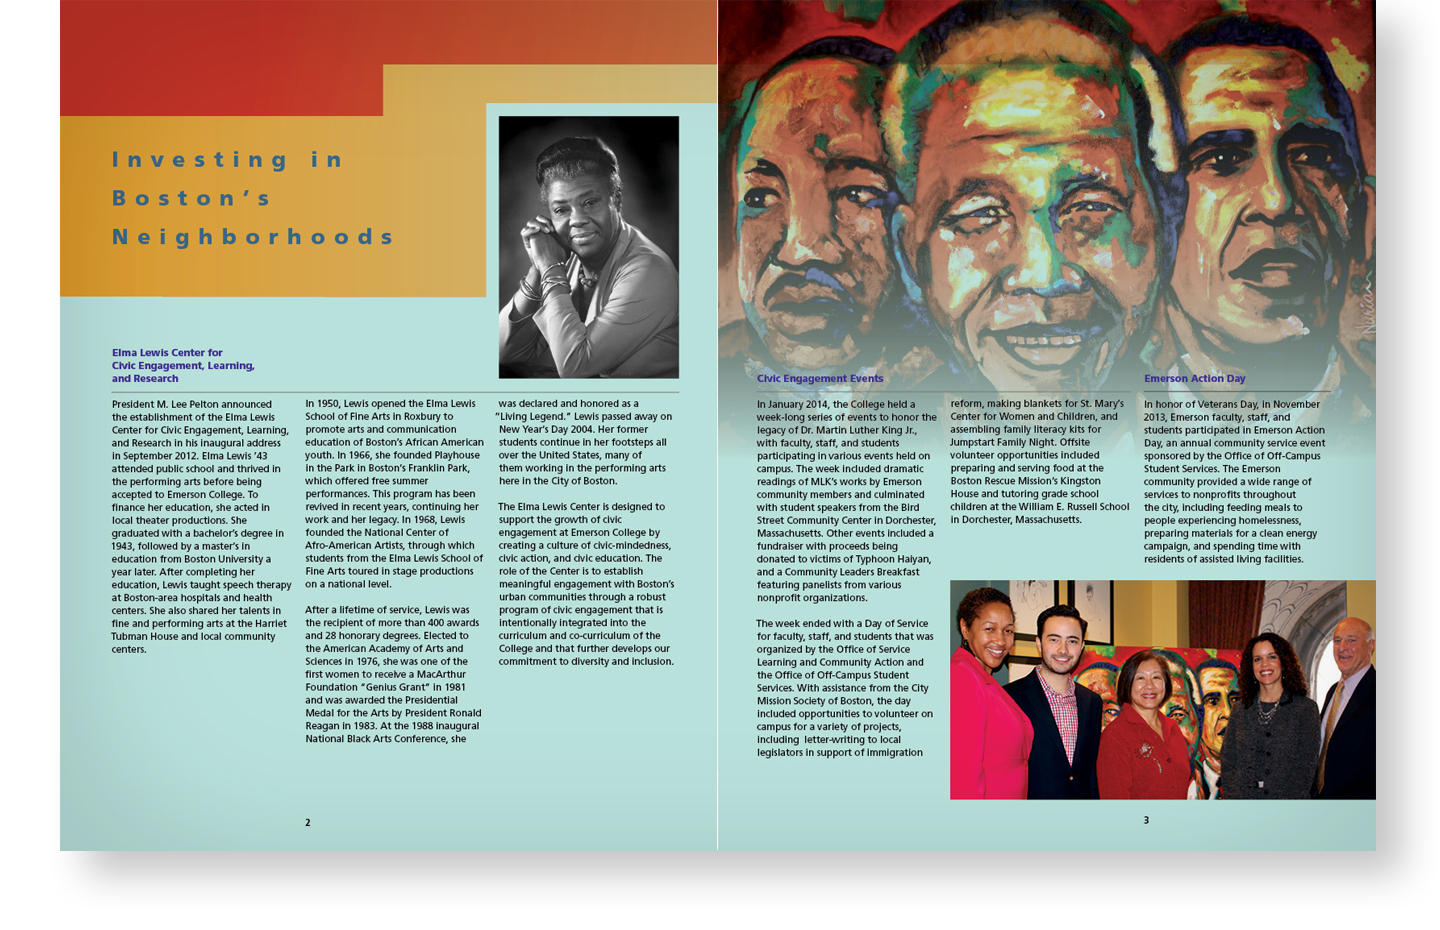 Investing in
Boston's
Neighborhoods
Elma Lewis Center for
Civic Engagement, Learning,
and Research
President M. Lee Pelton announced
the establishment of the Elma Lewis
Center for Civic Engagement, Learning,
and Research in his inaugural address
in September 2012. Elma Lewis '43
attended public school and thrived in
the performing arts before being
accepted to Emerson College. To
finance her education, she acted in
local theater productions. She
graduated with a bachelor's degree in
1943, followed by a master's in
education from Boston University a
year later. After completing her
education, Lewis taught speech therapy
at Boston-area hospitals and health
centers. She also shared her talents in
fine and performing arts at the Harriet
Tubman House and local community
centers.
In 1950, Lewis opened the Elma Lewis
School of Fine Arts in Roxbury to
promote arts and communication
education of Boston's African American
youth. In 1966, she founded Playhouse
in the Park in Boston's Franklin Park,
which offered free summer
performances. This program has been
revived in recent years, continuing her
work and her legacy. In 1968, Lewis
founded the National Center of
Afro-American Artists, through which
students from the Elma Lewis School of
Fine Arts toured in stage productions
on a national level.
After a lifetime of service, Lewis was
the recipient of more than 400 awards
and 28 honorary degrees. Elected to
the American Academy of Arts and
Sciences in 1976, she was one of the
first women to receive a MacArthur
Foundation "Genius Grant" in 1981
and was awarded the Presidential
Medal for the Arts by President Ronald
Reagan in 1983. At the 1988 inaugural
National Black Arts Conference, she
was declared and honored as a
"Living Legend." Lewis passed away on
New Year's Day 2004. Her former
students continue in her footsteps all
over the United States, many of
them working in the performing arts
here in the City of Boston.
The Elma Lewis Center is designed to
support the growth of civic
engagement at Emerson College by
creating a culture of civic-mindedness,
civic action, and civic education. The
role of the Center is to establish
meaningful engagement with Boston's
urban communities through a robust
program of civic engagement that is
intentionally integrated into the
curriculum and co-curriculum of the
College and that further develops our
commitment to diversity and inclusion.
2
Civic Engagement Events
In January 2014, the College held a
week-long series of events to honor the
legacy of Dr. Martin Luther King Jr.,
with faculty, staff, and students
participating in various events held on
campus. The week included dramatic
readings of MLK's works by Emerson
community members and culminated
with student speakers from the Bird
Street Community Center in Dorchester,
Massachusetts. Other events included a
fundraiser with proceeds being
donated to victims of Typhoon Haiyan,
and a Community Leaders Breakfast
featuring panelists from various
nonprofit organizations.
The week ended with a Day of Service
for faculty, staff, and students that was
organized by the Office of Service
Learning and Community Action and
the Office of Off-Campus Student
Services. With assistance from the City
Mission Society of Boston, the day
included opportunities to volunteer on
campus for a variety of projects,
including letter-writing to local
legislators in support of immigration
reform, making blankets for St. Mary's
Center for Women and Children, and
assembling family literacy kits for
Jumpstart Family Night. Offsite
volunteer opportunities included
preparing and serving food at the
Boston Rescue Mission's Kingston
House and tutoring grade school
children at the William E. Russell School
in Dorchester, Massachusetts.
Emerson Action Day
In honor of Veterans Day, in November
2013, Emerson faculty, staff, and
students participated in Emerson Action
Day, an annual community service event
sponsored by the Office of Off-Campus
Student Services. The Emerson
community provided a wide range of
services to nonprofits throughout
the city, including feeding meals to
people experiencing homelessness,
preparing materials for a clean energy
campaign, and spending time with
residents of assisted living facilities.
3